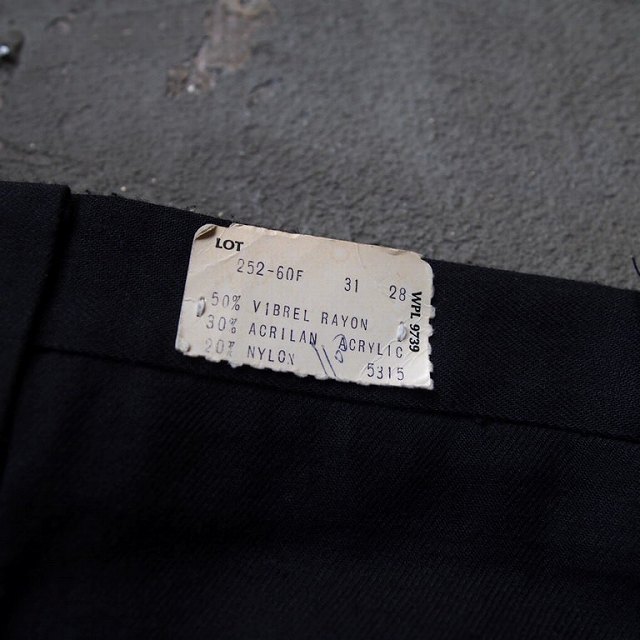 LOT
252-60F 31 28
50% VIBREL RAYON
30% ACRILAN ACRYLIC
20% NYLON 5315
WPL 9739